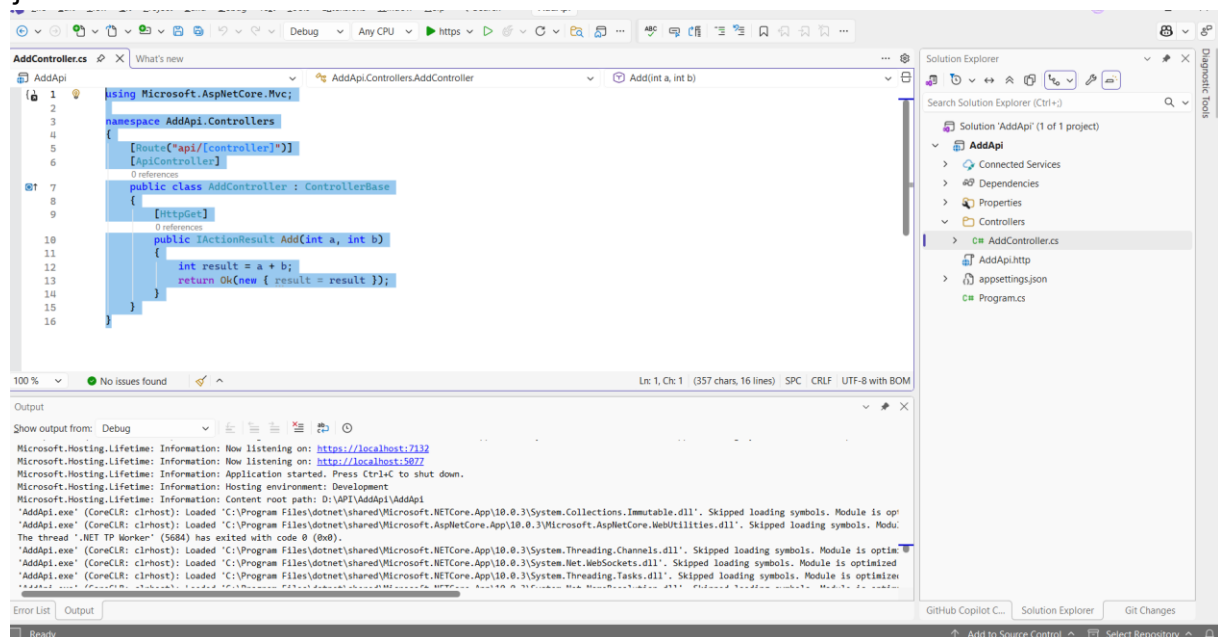 Debug
Any CPU
https
AddController.cs
What's new
AddApi
AddApi.Controllers.AddController
Add(int a, int b)
1 using Microsoft.AspNetCore.Mvc;
2
3 namespace AddApi.Controllers
4 {
5 [Route("api/[controller]")]
6 [ApiController]
0 references
7 public class AddController : ControllerBase
8 {
9 [HttpGet]
0 references
10 public IActionResult Add(int a, int b)
11 {
12 int result = a + b;
13 return Ok(new { result = result });
14 }
15 }
16 }
100 %
No issues found
Ln: 1, Ch: 1 (357 chars, 16 lines) SPC CRLF UTF-8 with BOM
Output
Show output from: Debug
Microsoft.Hosting.Lifetime: Information: Now listening on: https://localhost:7132
Microsoft.Hosting.Lifetime: Information: Now listening on: http://localhost:5077
Microsoft.Hosting.Lifetime: Information: Application started. Press Ctrl+C to shut down.
Microsoft.Hosting.Lifetime: Information: Hosting environment: Development
Microsoft.Hosting.Lifetime: Information: Content root path: D:\API\AddApi\AddApi
'AddApi.exe' (CoreCLR: clrhost): Loaded 'C:\Program Files\dotnet\shared\Microsoft.NETCore.App\10.0.3\System.Collections.Immutable.dll'. Skipped loading symbols. Module is op
'AddApi.exe' (CoreCLR: clrhost): Loaded 'C:\Program Files\dotnet\shared\Microsoft.AspNetCore.App\10.0.3\Microsoft.AspNetCore.WebUtilities.dll'. Skipped loading symbols. Modu
The thread '.NET TP Worker' (5684) has exited with code 0 (0x0).
'AddApi.exe' (CoreCLR: clrhost): Loaded 'C:\Program Files\dotnet\shared\Microsoft.NETCore.App\10.0.3\System.Threading.Channels.dll'. Skipped loading symbols. Module is optim
'AddApi.exe' (CoreCLR: clrhost): Loaded 'C:\Program Files\dotnet\shared\Microsoft.NETCore.App\10.0.3\System.Net.WebSockets.dll'. Skipped loading symbols. Module is optimized
'AddApi.exe' (CoreCLR: clrhost): Loaded 'C:\Program Files\dotnet\shared\Microsoft.NETCore.App\10.0.3\System.Threading.Tasks.dll'. Skipped loading symbols. Module is optimize
Error List
Output
Solution Explorer
Search Solution Explorer (Ctrl+;)
Solution 'AddApi' (1 of 1 project)
AddApi
Connected Services
Dependencies
Properties
Controllers
C# AddController.cs
AddApi.http
appsettings.json
C# Program.cs
GitHub Copilot C...
Solution Explorer
Git Changes
Diagnostic Tools
Ready
Add to Source Control
Select Repository